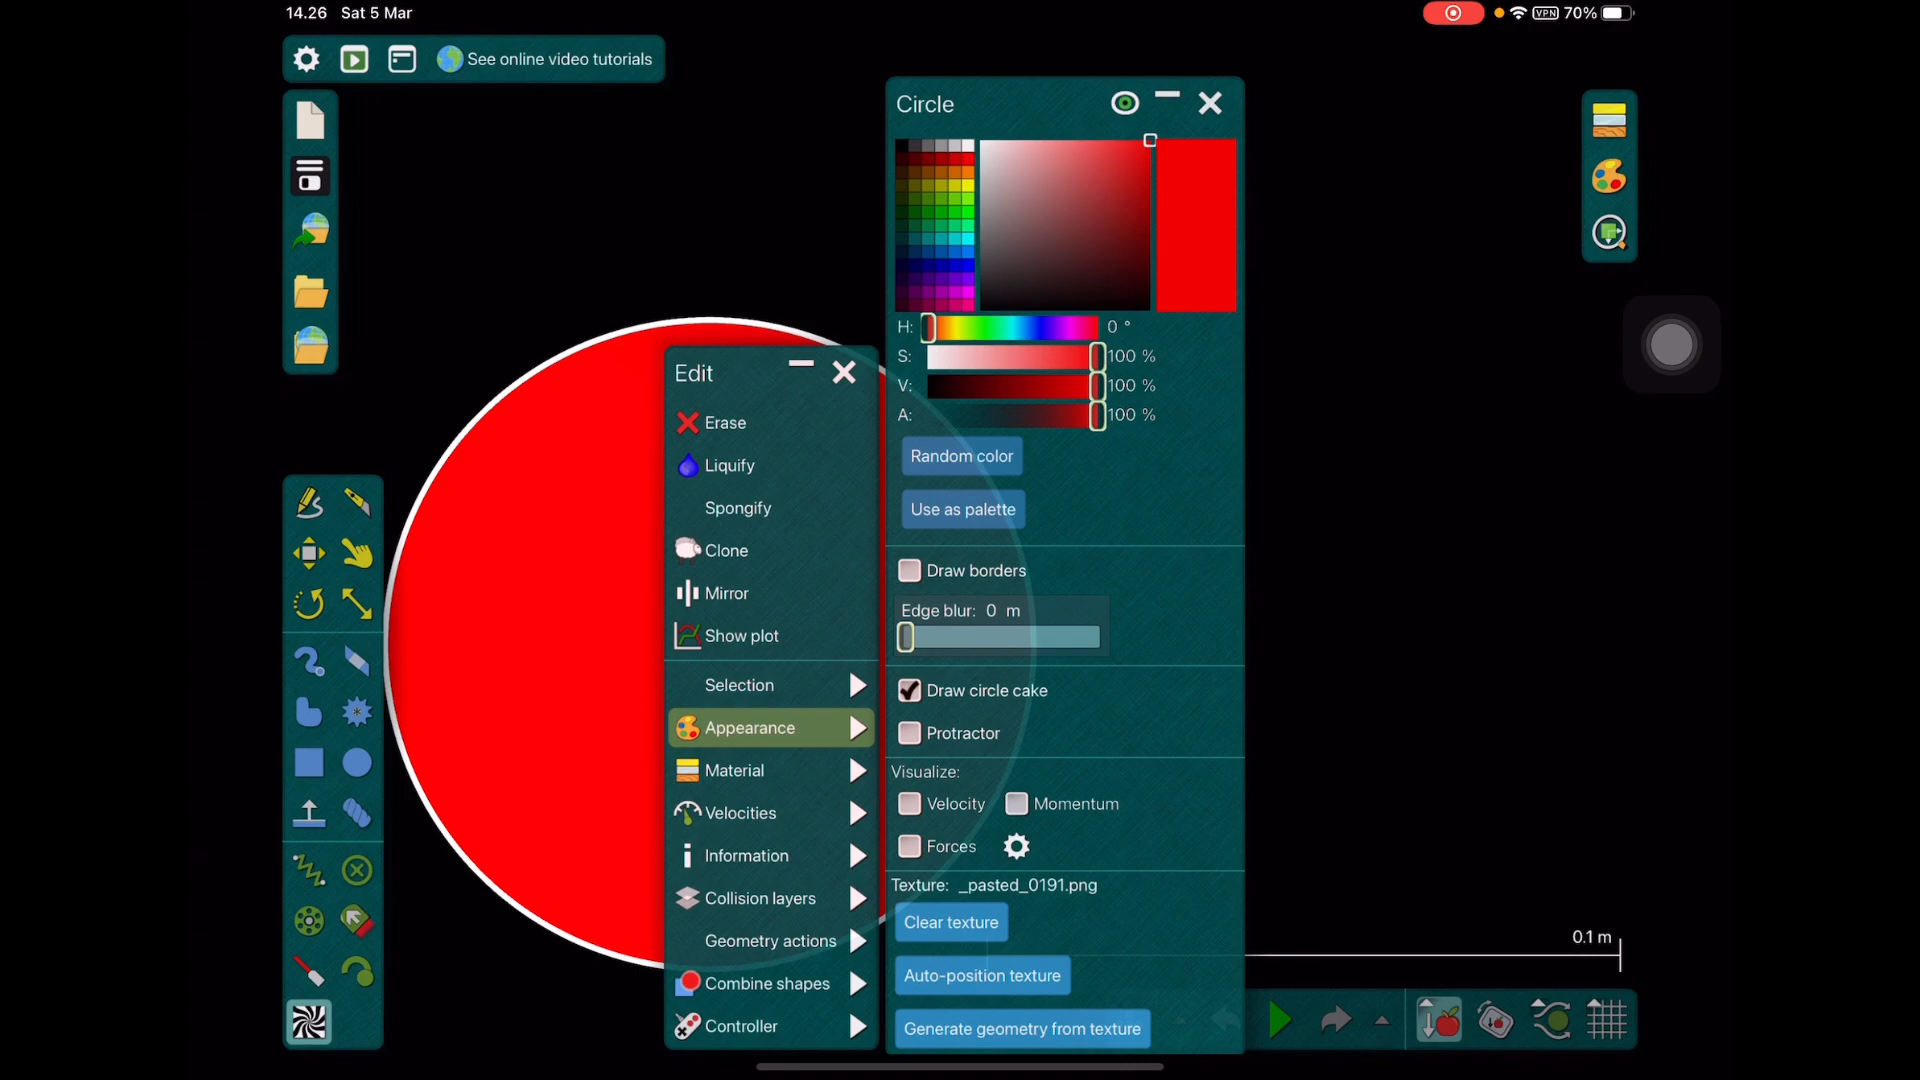 14.26 Sat 5 Mar
VPN 70%
See online video tutorials
Circle
H: 0 °
S: 100 %
V: 100 %
A: 100 %
Random color
Use as palette
Draw borders
Edge blur: 0 m
Draw circle cake
Protractor
Visualize:
Velocity Momentum
Forces
Texture: _pasted_0191.png
Clear texture
Auto-position texture
Generate geometry from texture
Edit
Erase
Liquify
Spongify
Clone
Mirror
Show plot
Selection
Appearance
Material
Velocities
Information
Collision layers
Geometry actions
Combine shapes
Controller
0.1 m